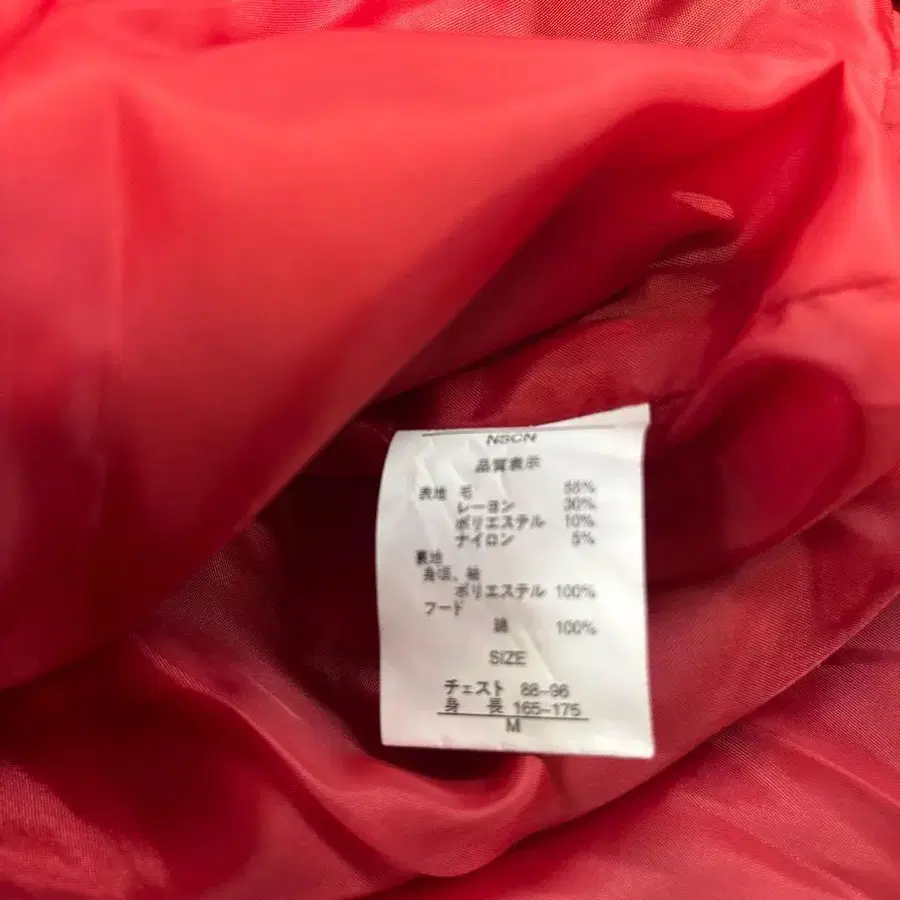 NSCN
品質表示
表地 毛 55%
レーヨン 30%
ポリエステル 10%
ナイロン 5%
裏地
身頃、袖
ポリエステル 100%
フード
綿 100%
SIZE
チェスト 88-96
身 長 165-175
M